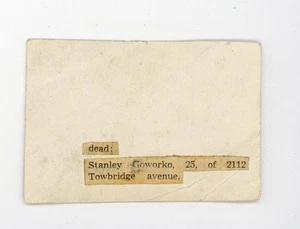 dead:
Stanley Goworko, 25, of 2112
Towbridge avenue.